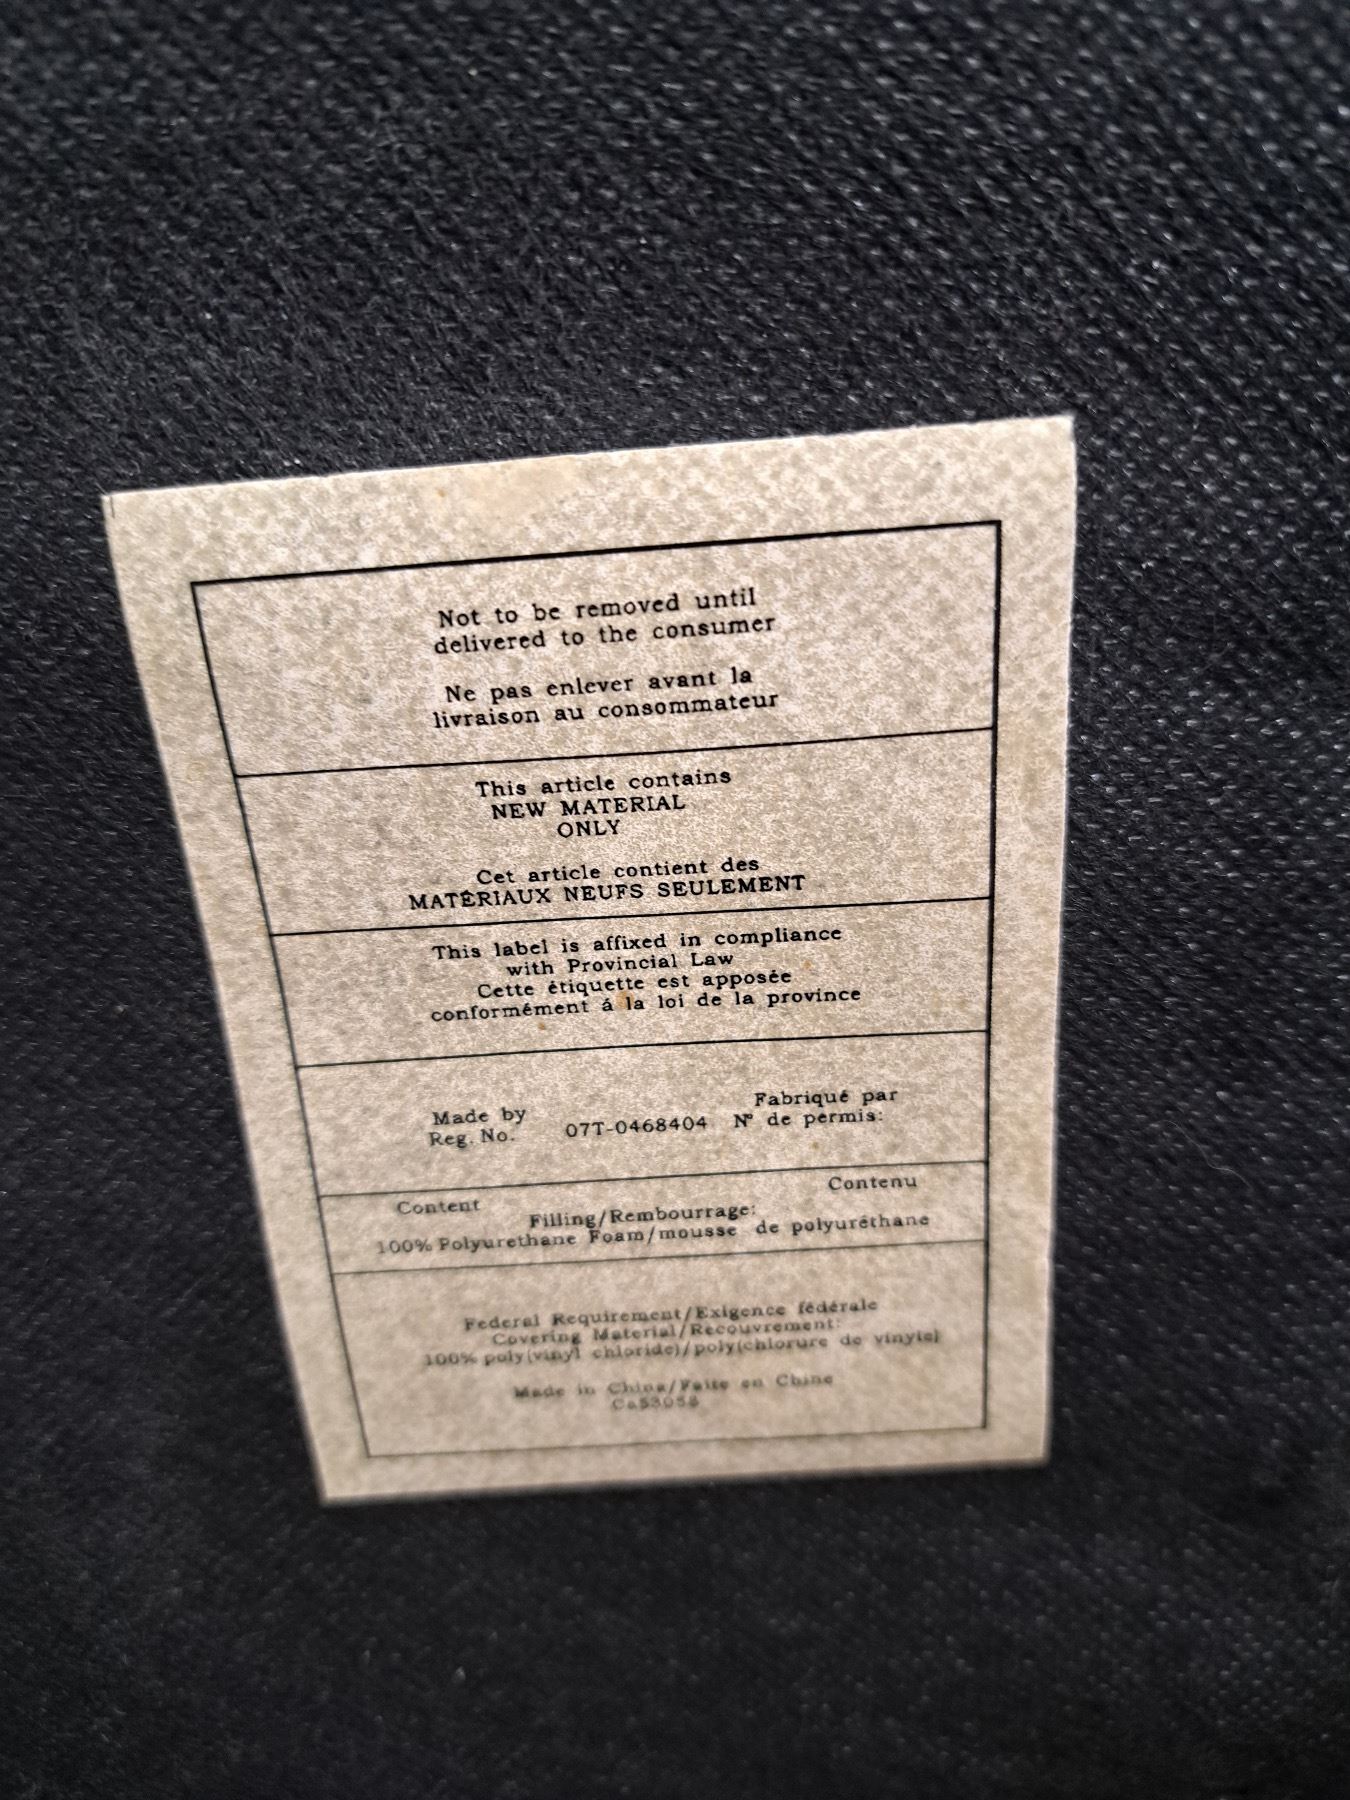 Not to be removed until
delivered to the consumer
Ne pas enlever avant la
livraison au consommateur
This article contains
NEW MATERIAL
ONLY
Cet article contient des
MATÉRIAUX NEUFS SEULEMENT
This label is affixed in compliance
with Provincial Law
Cette étiquette est apposée
conformément á la loi de la province
Made by
Reg. No.
07T-0468404
Fabriqué par
Nº de permis:
Content
Contenu
Filling/Rembourrage:
100% Polyurethane Foam/mousse de polyuréthane
Federal Requirement/Exigence fédérale
Covering Material/Recouvrement:
100% poly(vinyl chloride)/poly(chlorure de vinyle)
Made in China/Faite en Chine